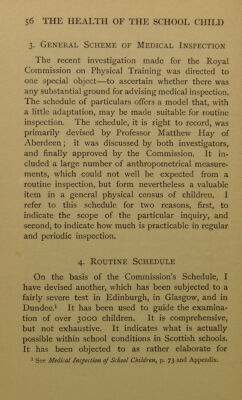 56 THE HEALTH OF THE SCHOOL CHILD
3. General Scheme of Medical Inspection
The recent investigation made for the Royal
Commission on Physical Training was directed to
one special object—to ascertain whether there was
any substantial ground for advising medical inspection.
The schedule of particulars offers a model that, with
a little adaptation, may be made suitable for routine
inspection. The schedule, it is right to record, was
primarily devised by Professor Matthew Hay of
Aberdeen; it was discussed by both investigators,
and finally approved by the Commission. It in-
cluded a large number of anthropometrical measure-
ments, which could not well be expected from a
routine inspection, but form nevertheless a valuable
item in a general physical census of children. I
refer to this schedule for two reasons, first, to
indicate the scope of the particular inquiry, and
second, to indicate how much is practicable in regular
and periodic inspection.
4. Routine Schedule
On the basis of the Commission's Schedule, I
have devised another, which has been subjected to a
fairly severe test in Edinburgh, in Glasgow, and in
Dundee.¹ It has been used to guide the examina-
tion of over 3000 children. It is comprehensive,
but not exhaustive. It indicates what is actually
possible within school conditions in Scottish schools.
It has been objected to as rather elaborate for
¹ See Medical Inspection of School Children, p. 73 and Appendix.